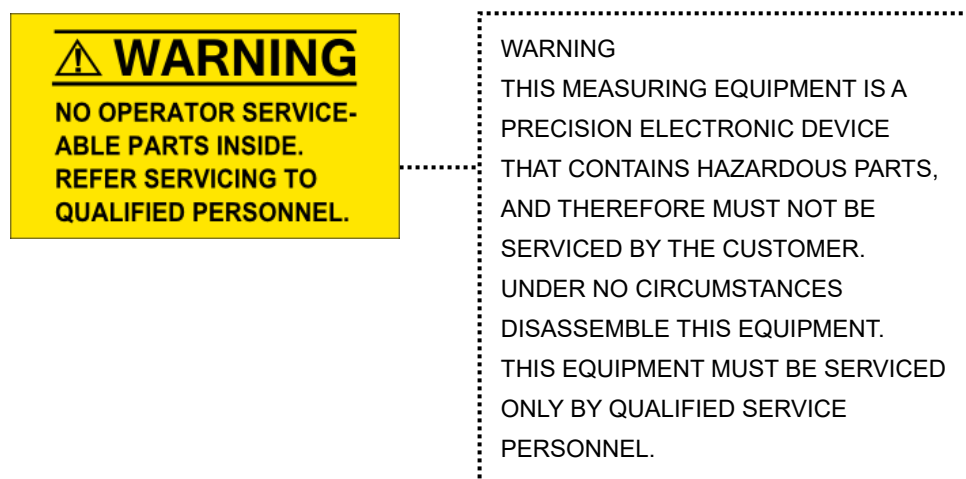 ⚠ WARNING
NO OPERATOR SERVICE-
ABLE PARTS INSIDE.
REFER SERVICING TO
QUALIFIED PERSONNEL.
WARNING
THIS MEASURING EQUIPMENT IS A
PRECISION ELECTRONIC DEVICE
THAT CONTAINS HAZARDOUS PARTS,
AND THEREFORE MUST NOT BE
SERVICED BY THE CUSTOMER.
UNDER NO CIRCUMSTANCES
DISASSEMBLE THIS EQUIPMENT.
THIS EQUIPMENT MUST BE SERVICED
ONLY BY QUALIFIED SERVICE
PERSONNEL.